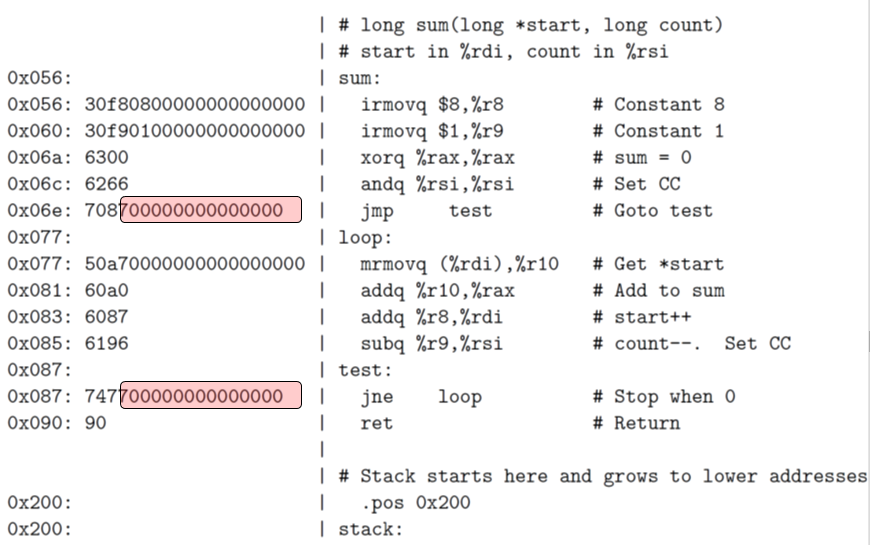 | # long sum(long *start, long count)
| # start in %rdi, count in %rsi
0x056: | sum:
0x056: 30f80800000000000000 | irmovq $8,%r8 # Constant 8
0x060: 30f90100000000000000 | irmovq $1,%r9 # Constant 1
0x06a: 6300 | xorq %rax,%rax # sum = 0
0x06c: 6266 | andq %rsi,%rsi # Set CC
0x06e: 708700000000000000 | jmp test # Goto test
0x077: | loop:
0x077: 50a70000000000000000 | mrmovq (%rdi),%r10 # Get *start
0x081: 60a0 | addq %r10,%rax # Add to sum
0x083: 6087 | addq %r8,%rdi # start++
0x085: 6196 | subq %r9,%rsi # count--. Set CC
0x087: | test:
0x087: 747700000000000000 | jne loop # Stop when 0
0x090: 90 | ret # Return
|
| # Stack starts here and grows to lower addresses
0x200: | .pos 0x200
0x200: | stack: